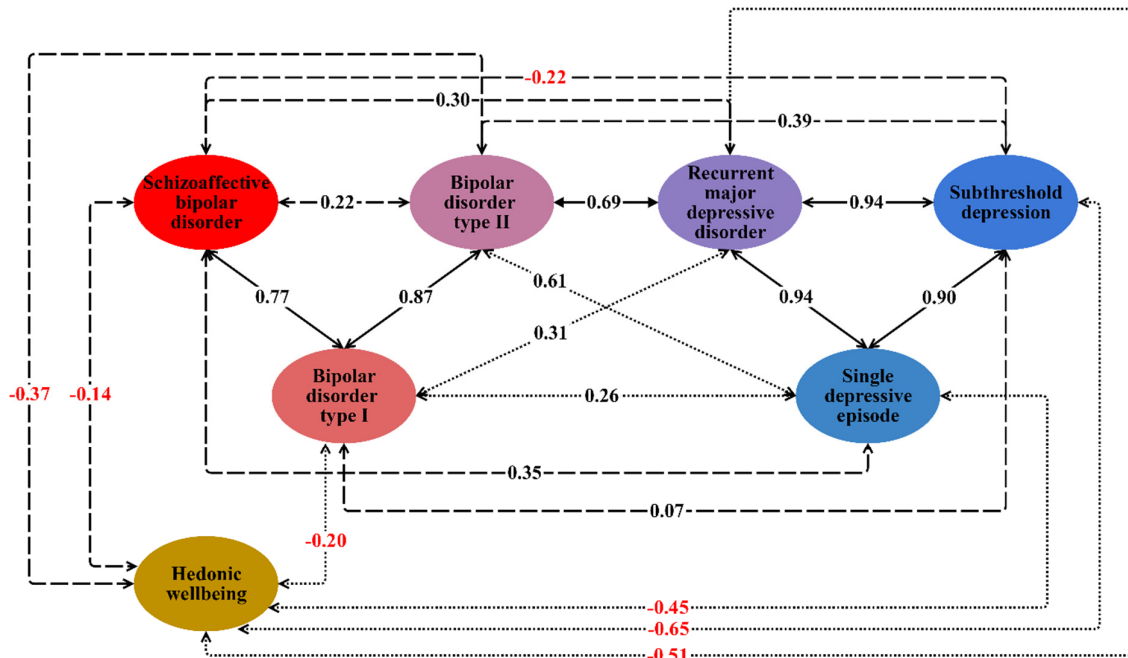 -0.22
0.30
0.39
Schizoaffective
bipolar
disorder
0.22
Bipolar
disorder
type II
0.69
Recurrent
major
depressive
disorder
0.94
Subthreshold
depression
0.77
0.87
0.61
0.31
0.94
0.90
-0.37
-0.14
Bipolar
disorder
type I
0.26
Single
depressive
episode
0.35
0.07
-0.20
Hedonic
wellbeing
-0.45
-0.65
-0.51